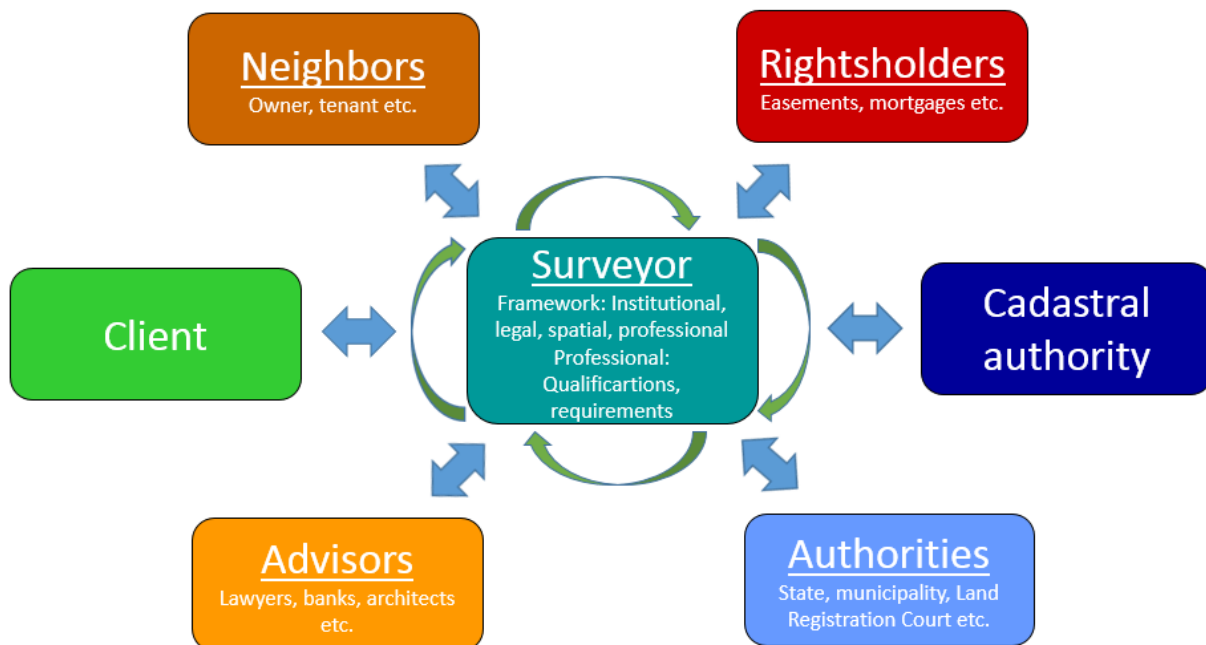 Neighbors
Owner, tenant etc.
Rightsholders
Easements, mortgages etc.
Client
Surveyor
Framework: Institutional,
legal, spatial, professional
Professional:
Qualificartions,
requirements
Cadastral
authority
Advisors
Lawyers, banks, architects
etc.
Authorities
State, municipality, Land
Registration Court etc.